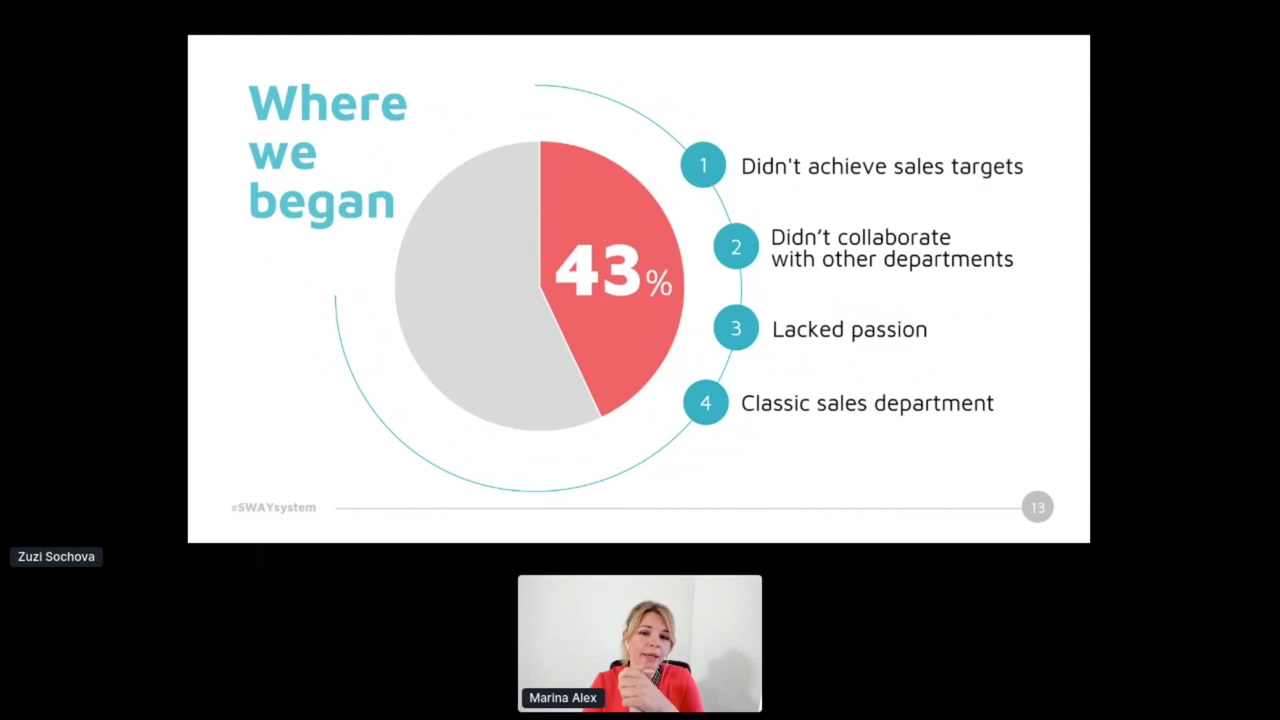 Where
we
began
43%
1
Didn't achieve sales targets
2
Didn’t collaborate
with other departments
3
Lacked passion
4
Classic sales department
#SWAYsystem
13
Zuzi Sochova
Marina Alex